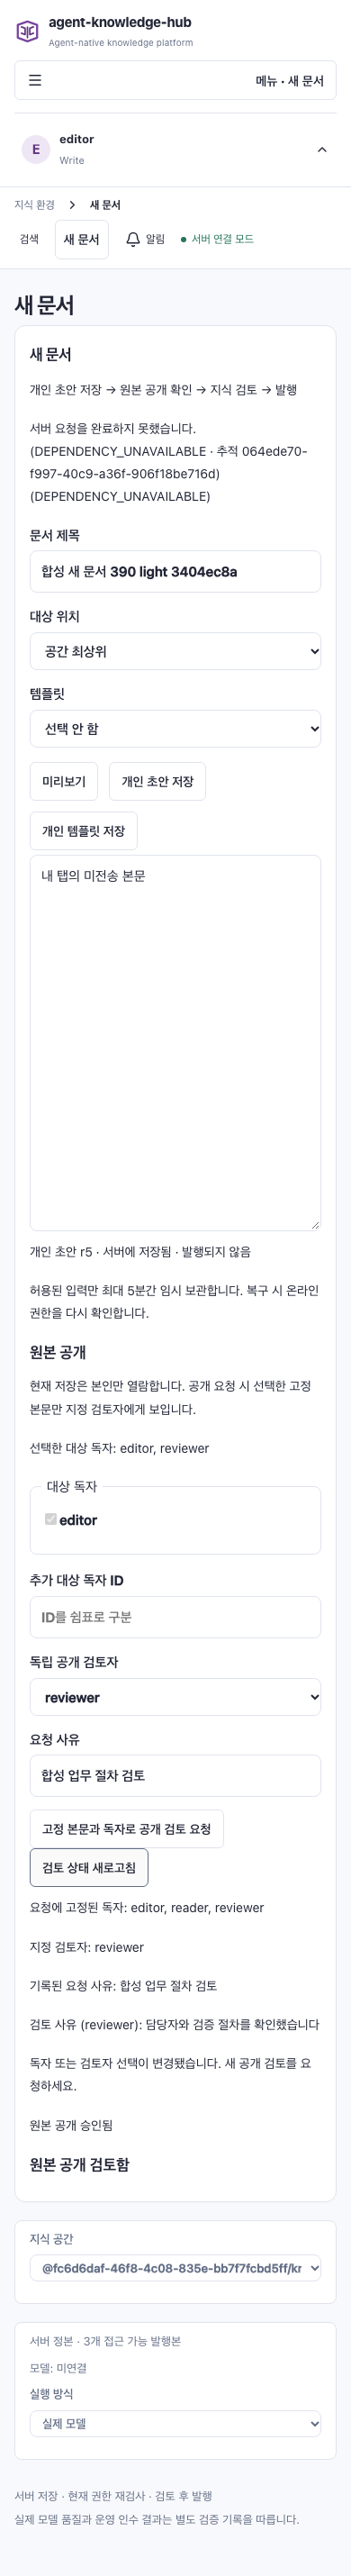 agent-knowledge-hub
Agent-native knowledge platform
메뉴 · 새 문서
E
editor
Write
지식 환경 > 새 문서
검색 새 문서 알림 서버 연결 모드
새 문서
새 문서
개인 초안 저장 → 원본 공개 확인 → 지식 검토 → 발행
서버 요청을 완료하지 못했습니다.
(DEPENDENCY_UNAVAILABLE · 추적 064ede70-
f997-40c9-a36f-906f18be716d)
(DEPENDENCY_UNAVAILABLE)
문서 제목
합성 새 문서 390 light 3404ec8a
대상 위치
공간 최상위
템플릿
선택 안 함
미리보기 개인 초안 저장
개인 템플릿 저장
내 탭의 미전송 본문
개인 초안 r5 · 서버에 저장됨 · 발행되지 않음
허용된 입력만 최대 5분간 임시 보관합니다. 복구 시 온라인
권한을 다시 확인합니다.
원본 공개
현재 저장은 본인만 열람합니다. 공개 요청 시 선택한 고정
본문만 지정 검토자에게 보입니다.
선택한 대상 독자: editor, reviewer
대상 독자
editor
추가 대상 독자 ID
ID를 쉼표로 구분
독립 공개 검토자
reviewer
요청 사유
합성 업무 절차 검토
고정 본문과 독자로 공개 검토 요청
검토 상태 새로고침
요청에 고정된 독자: editor, reader, reviewer
지정 검토자: reviewer
기록된 요청 사유: 합성 업무 절차 검토
검토 사유 (reviewer): 담당자와 검증 절차를 확인했습니다
독자 또는 검토자 선택이 변경됐습니다. 새 공개 검토를 요
청하세요.
원본 공개 승인됨
원본 공개 검토함
지식 공간
@fc6d6daf-46f8-4c08-835e-bb7f7fcbd5ff/kr
서버 정본 · 3개 접근 가능 발행본
모델: 미연결
실행 방식
실제 모델
서버 저장 · 현재 권한 재검사 · 검토 후 발행
실제 모델 품질과 운영 인수 결과는 별도 검증 기록을 따릅니다.